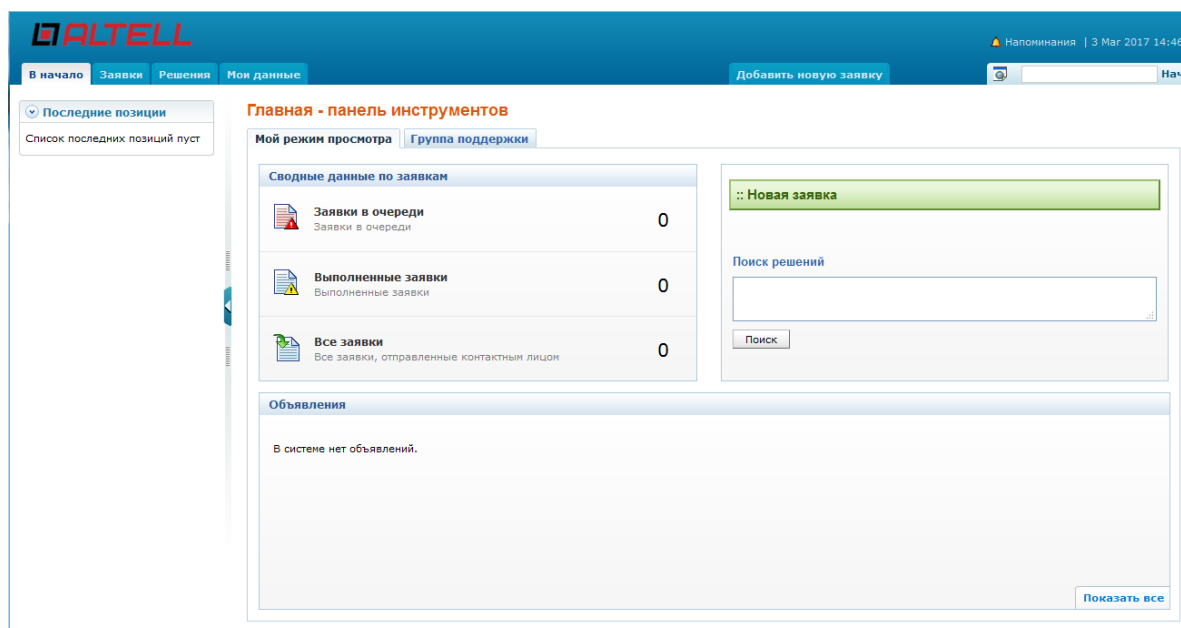 ALTELL
Напоминания | 3 Mar 2017 14:46
В начало Заявки Решения Мои данные Добавить новую заявку
Последние позиции
Список последних позиций пуст
Главная - панель инструментов
Мой режим просмотра Группа поддержки
Сводные данные по заявкам
Заявки в очереди
Заявки в очереди
0
Выполненные заявки
Выполненные заявки
0
Все заявки
Все заявки, отправленные контактным лицом
0
:: Новая заявка
Поиск решений
Поиск
Объявления
В системе нет объявлений.
Показать все